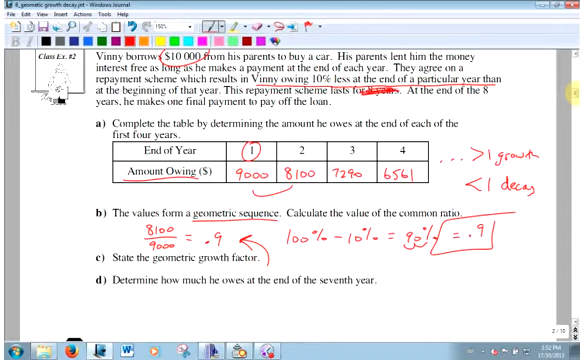 6_geometric growth decay.jnt - Windows Journal
File Edit View Insert Actions Tools Help
150%
Class Ex. #2
Vinny borrows $10 000 from his parents to buy a car. His parents lent him the money
interest free as long as he makes a payment at the end of each year. They agree on a
repayment scheme which results in Vinny owing 10% less at the end of a particular year than
at the beginning of that year. This repayment scheme lasts for 8 years. At the end of the 8
years, he makes one final payment to pay off the loan.
a) Complete the table by determining the amount he owes at the end of each of the
first four years.
End of Year 1 2 3 4
Amount Owing ($) 9000 8100 7290 6561
... >1 growth
<1 decay
b) The values form a geometric sequence. Calculate the value of the common ratio.
8100
9000
= .9
100% - 10% = 90% = .9
c) State the geometric growth factor.
d) Determine how much he owes at the end of the seventh year.
2 / 10
1:52 PM
17/10/2013